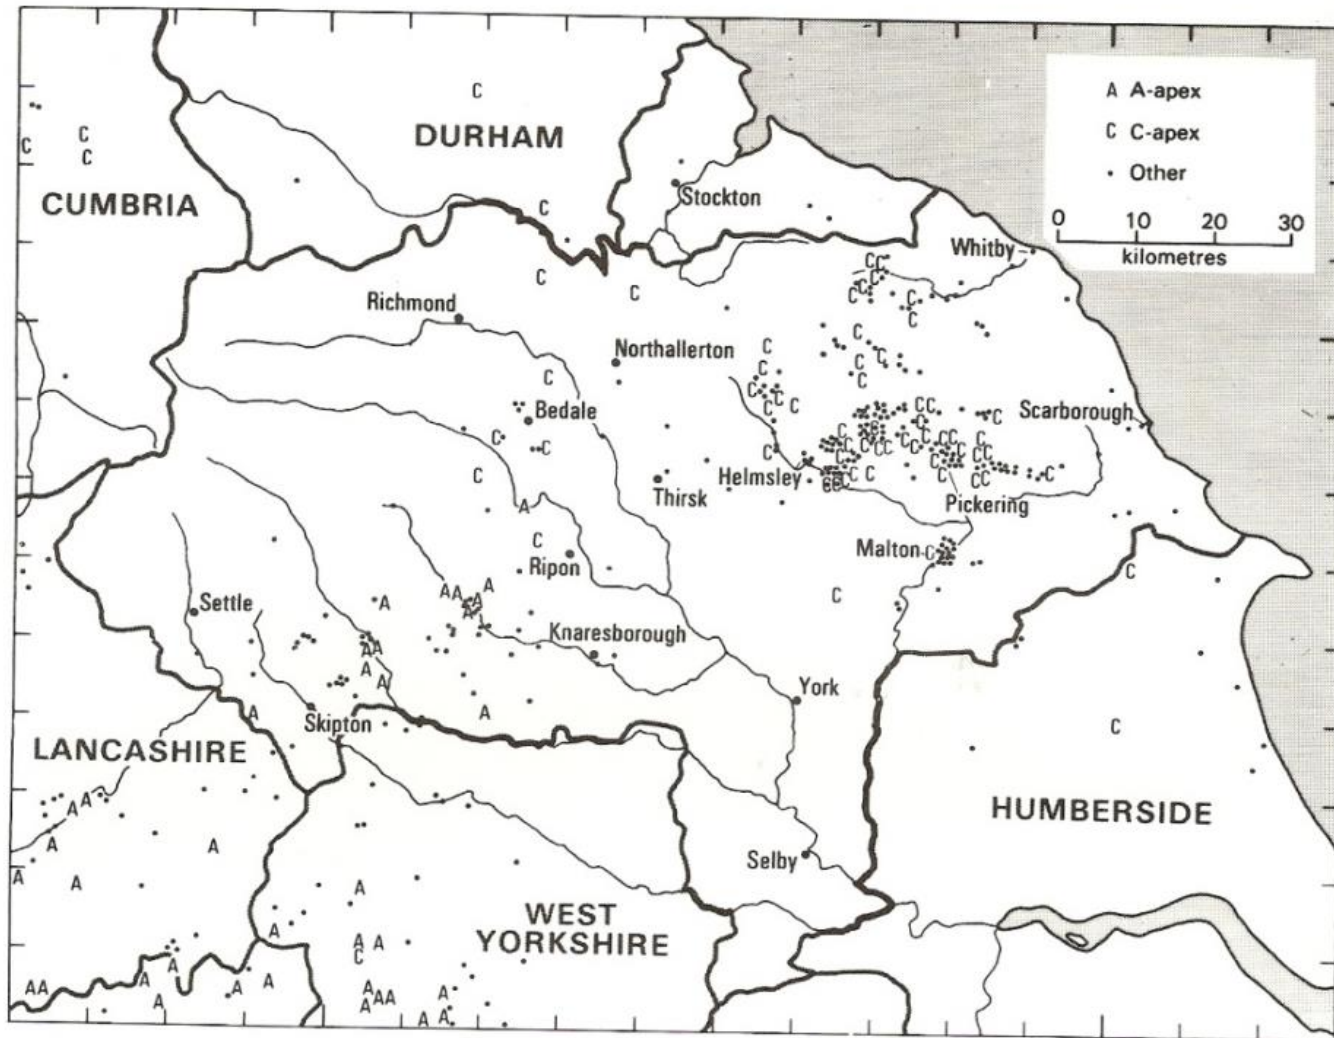 A A-apex
C C-apex
• Other
0 10 20 30
kilometres
DURHAM
CUMBRIA
Stockton
Whitby
Richmond
Northallerton
Bedale
Scarborough
Helmsley
Thirsk
Pickering
Malton
Ripon
Settle
Knaresborough
York
Skipton
LANCASHIRE
HUMBERSIDE
Selby
WEST
YORKSHIRE